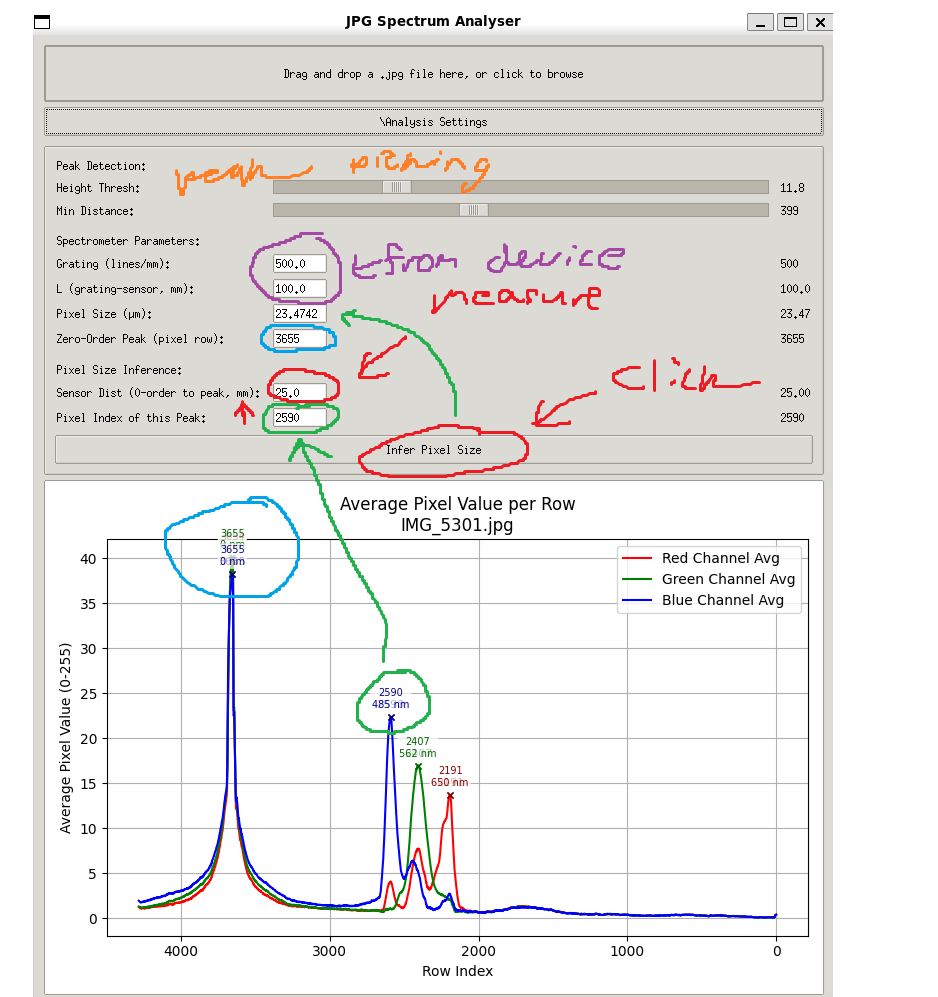 JPG Spectrum Analyser
Drag and drop a .jpg file here, or click to browse
\Analysis Settings
Peak Detection:
peak picking
Height Thresh: 11.8
Min Distance: 399
Spectrometer Parameters:
Grating (lines/mm): 500.0 500
from device
L (grating-sensor, mm): 100.0 100.0
measure
Pixel Size (µm): 23.4742 23.47
Zero-Order Peak (pixel row): 3655 3655
Pixel Size Inference:
click
Sensor Dist (0-order to peak, mm): 25.0 25.00
Pixel Index of this Peak: 2590 2590
Infer Pixel Size
Average Pixel Value per Row
IMG_5301.jpg
3655
0 nm
3655
0 nm
Red Channel Avg
Green Channel Avg
Blue Channel Avg
2590
485 nm
2407
562 nm
2191
650 nm
Average Pixel Value (0-255)
40
35
30
25
20
15
10
5
0
4000 3000 2000 1000 0
Row Index